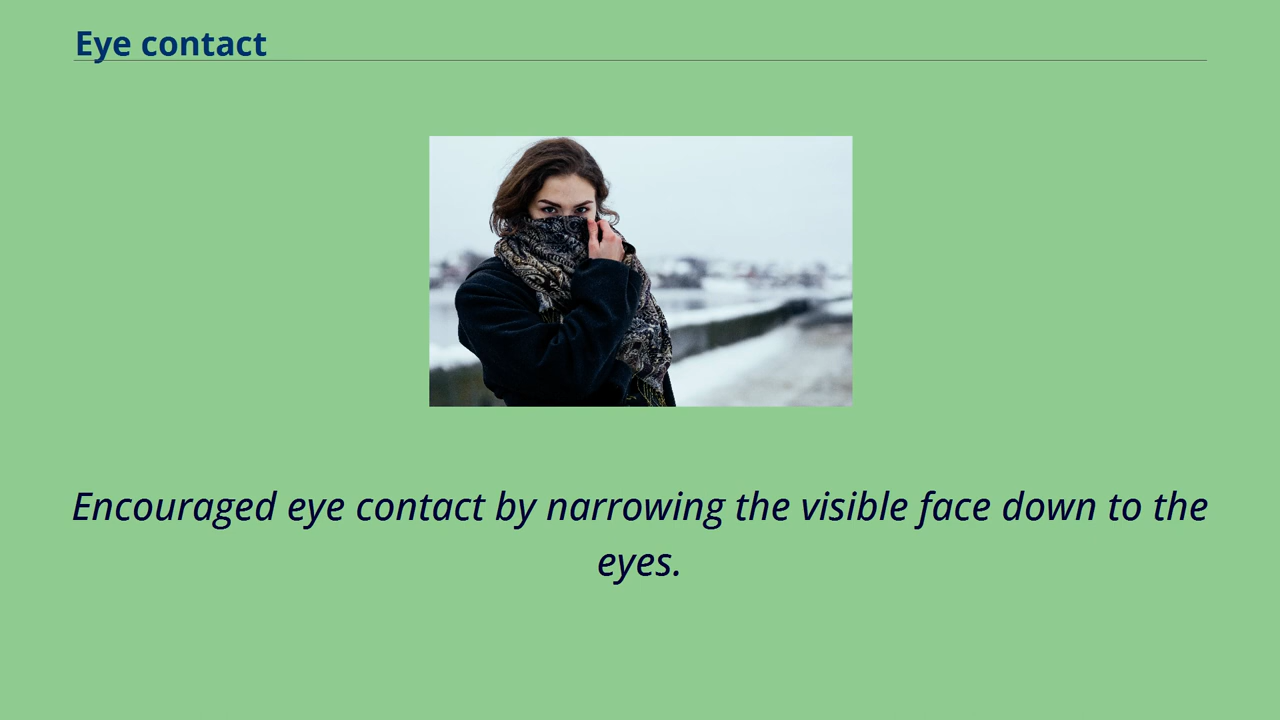 Eye contact
Encouraged eye contact by narrowing the visible face down to the
eyes.